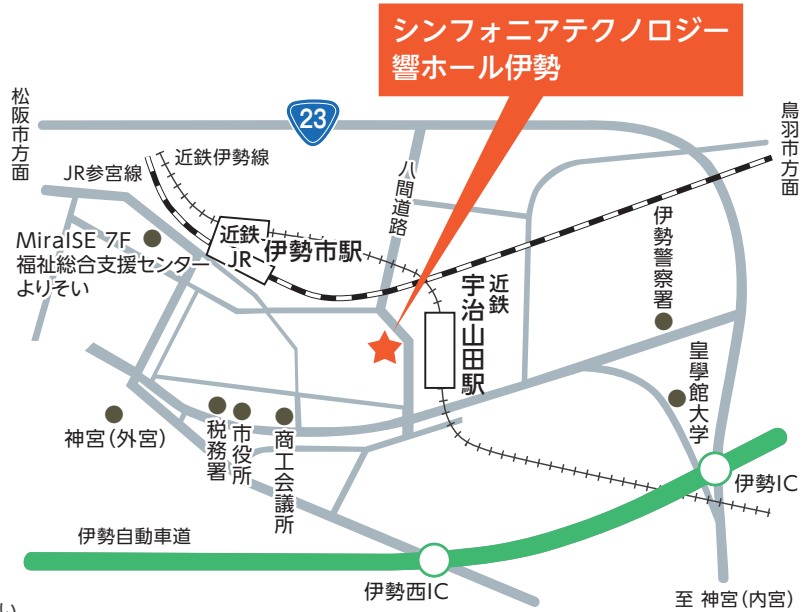 シンフォニアテクノロジー
響ホール伊勢
松阪市方面
23
鳥羽市方面
近鉄伊勢線
JR参宮線
八間道路
MiraISE 7F
福祉総合支援センター
よりそい
近鉄
JR
伊勢市駅
近鉄
宇治山田駅
伊勢警察署
皇學館大学
神宮(外宮)
税務署
市役所
商工会議所
伊勢IC
伊勢自動車道
伊勢西IC
至 神宮(内宮)